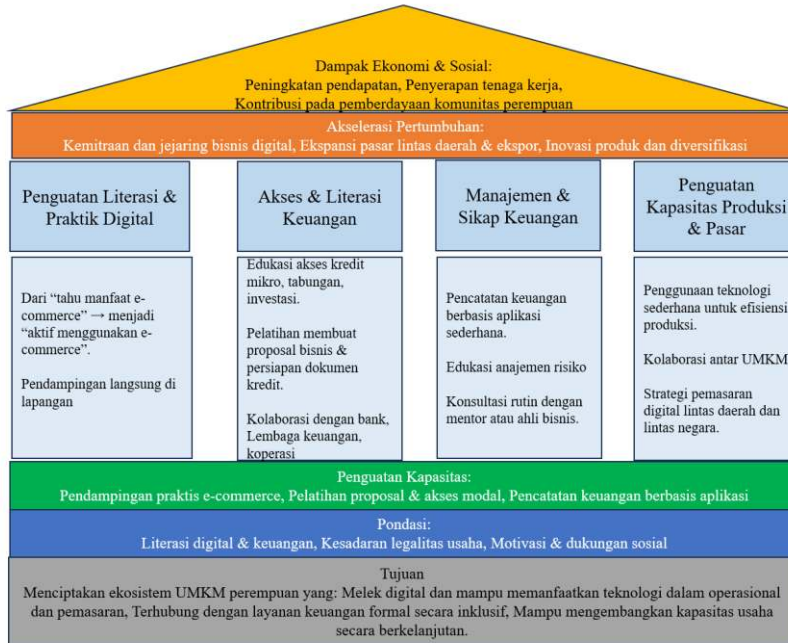 Dampak Ekonomi & Sosial:
Peningkatan pendapatan, Penyerapan tenaga kerja,
Kontribusi pada pemberdayaan komunitas perempuan
Akselerasi Pertumbuhan:
Kemitraan dan jejaring bisnis digital, Ekspansi pasar lintas daerah & ekspor, Inovasi produk dan diversifikasi
Penguatan Literasi &
Praktik Digital
Akses & Literasi
Keuangan
Manajemen &
Sikap Keuangan
Penguatan
Kapasitas Produksi
& Pasar
Dari “tahu manfaat e-
commerce” → menjadi
“aktif menggunakan e-
commerce”.
Pendampingan langsung di
lapangan
Edukasi akses kredit
mikro, tabungan,
investasi.
Pelatihan membuat
proposal bisnis &
persiapan dokumen
kredit.
Kolaborasi dengan bank,
Lembaga keuangan,
koperasi
Pencatatan keuangan
berbasis aplikasi
sederhana.
Edukasi anajemen risiko
Konsultasi rutin dengan
mentor atau ahli bisnis.
Penggunaan teknologi
sederhana untuk efisiensi
produksi.
Kolaborasi antar UMKM
Strategi pemasaran
digital lintas daerah dan
lintas negara.
Penguatan Kapasitas:
Pendampingan praktis e-commerce, Pelatihan proposal & akses modal, Pencatatan keuangan berbasis aplikasi
Pondasi:
Literasi digital & keuangan, Kesadaran legalitas usaha, Motivasi & dukungan sosial
Tujuan
Menciptakan ekosistem UMKM perempuan yang: Melek digital dan mampu memanfaatkan teknologi dalam operasional
dan pemasaran, Terhubung dengan layanan keuangan formal secara inklusif, Mampu mengembangkan kapasitas usaha
secara berkelanjutan.